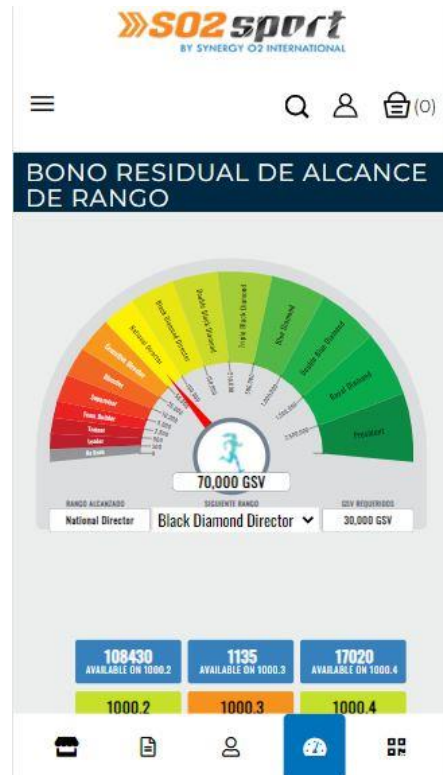 SO2 sport
BY SYNERGY O2 INTERNATIONAL
(0)
BONO RESIDUAL DE ALCANCE
DE RANGO
No Rank
Leader
Trainer
Team Builder
Supervisor
Director
Executive Director
National Director
Black Diamond Director
Double Black Diamond
Triple Black Diamond
Blue Diamond
Double Blue Diamond
Royal Diamond
President
70,000 GSV
RANGO ALCANZADO
SIGUIENTE RANGO
GSV REQUERIDOS
National Director
Black Diamond Director
30,000 GSV
108430
AVAILABLE ON 1000.2
1135
AVAILABLE ON 1000.3
17020
AVAILABLE ON 1000.4
1000.2
1000.3
1000.4